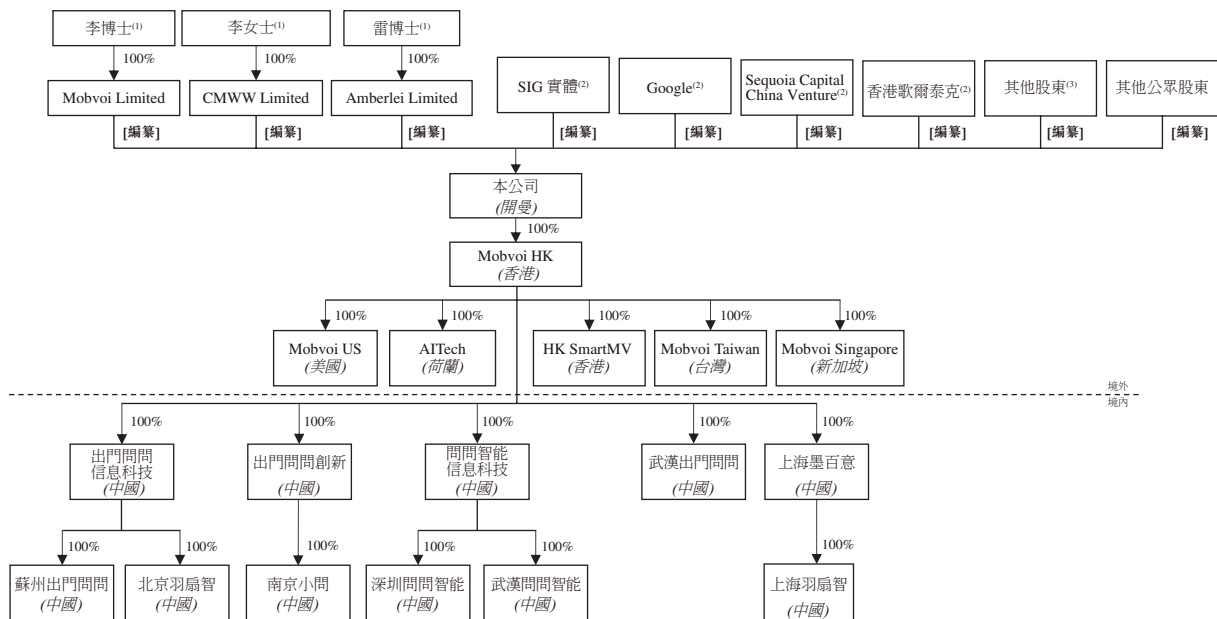 李博士(1)
李女士(1)
雷博士(1)
100%
100%
100%
Mobvoi Limited
CMWW Limited
Amberlei Limited
SIG 實體(2)
Google(2)
Sequoia Capital
China Venture(2)
香港歌爾泰克(2)
其他股東(3)
其他公眾股東
[編纂]
[編纂]
[編纂]
[編纂]
[編纂]
[編纂]
[編纂]
[編纂]
[編纂]
本公司
(開曼)
100%
Mobvoi HK
(香港)
100%
100%
100%
100%
100%
Mobvoi US
(美國)
AITech
(荷蘭)
HK SmartMV
(香港)
Mobvoi Taiwan
(台灣)
Mobvoi Singapore
(新加坡)
境外
境內
100%
100%
100%
100%
100%
出門問問
信息科技
(中國)
出門問問創新
(中國)
問問智能
信息科技
(中國)
武漢出門問問
(中國)
上海墨百意
(中國)
100%
100%
100%
100%
100%
100%
蘇州出門問問
(中國)
北京羽扇智
(中國)
南京小問
(中國)
深圳問問智能
(中國)
武漢問問智能
(中國)
上海羽扇智
(中國)